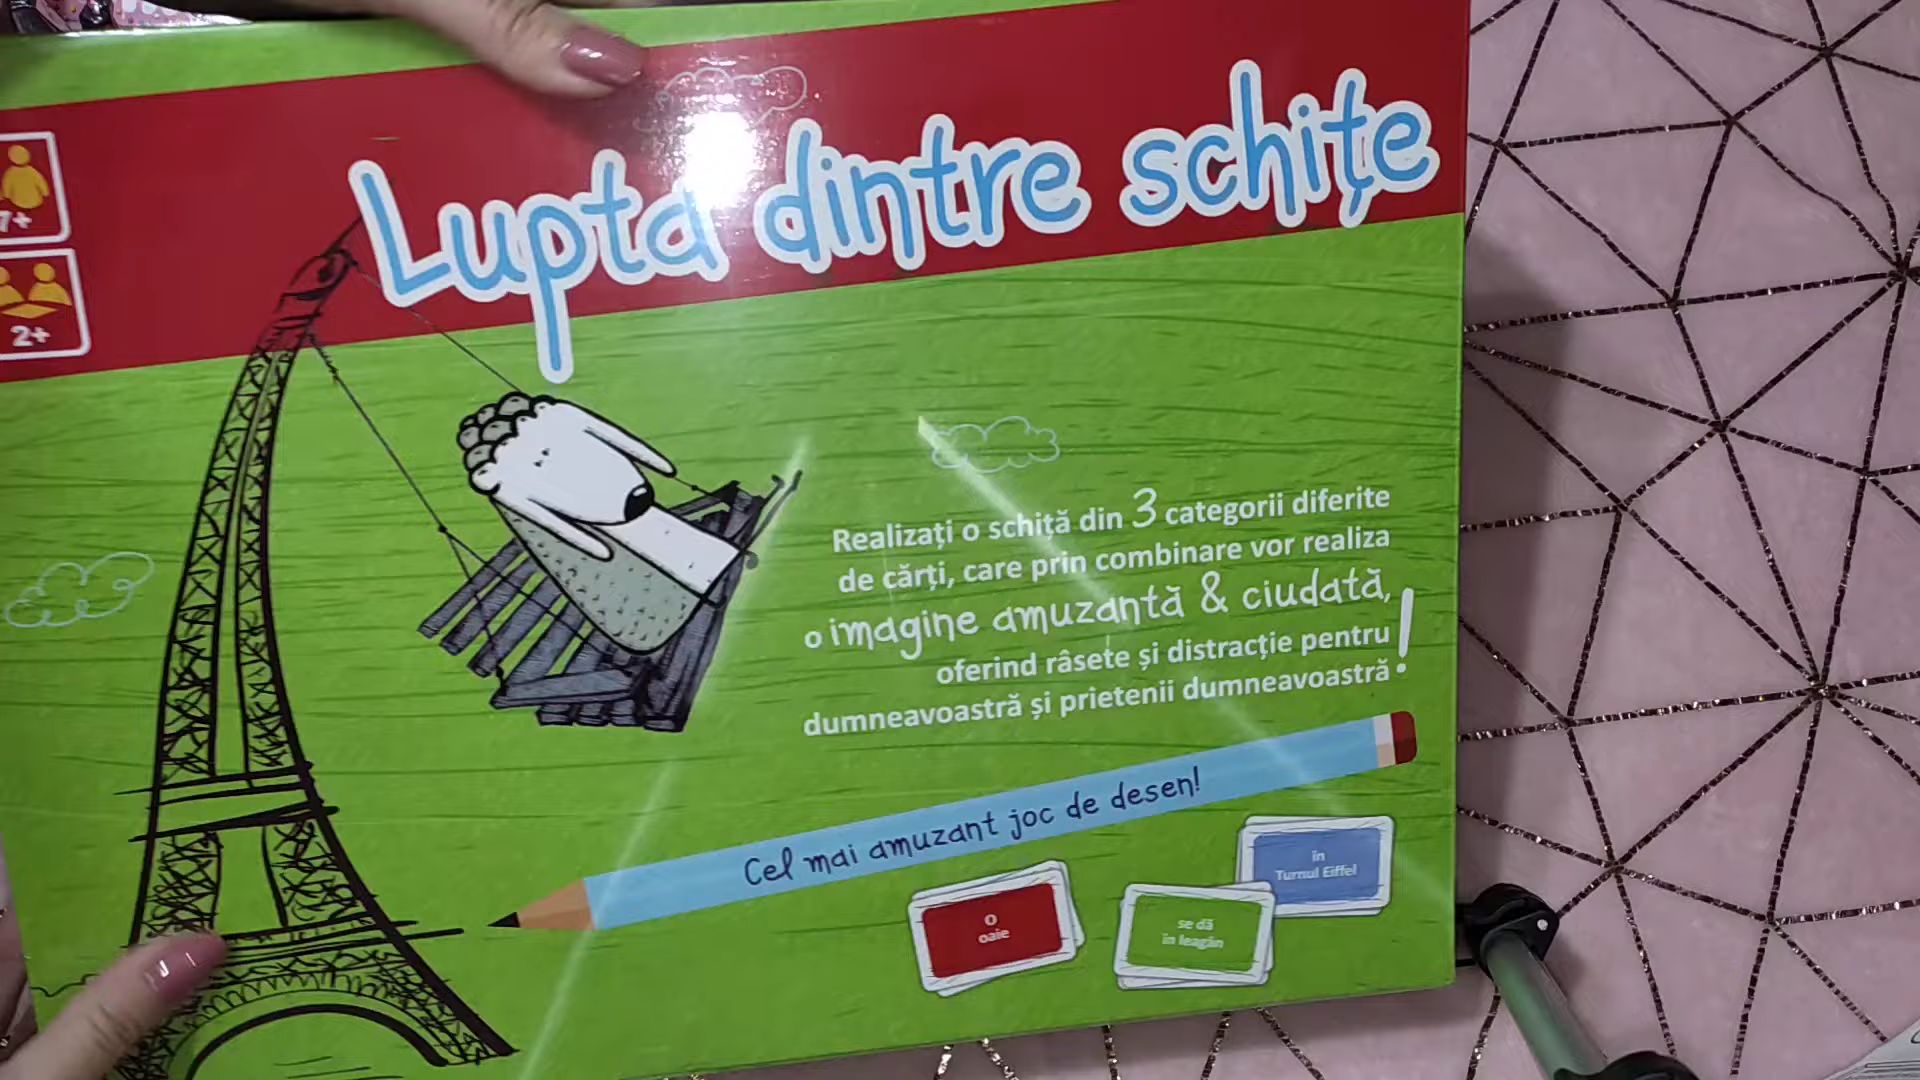 7+
2+
Lupta dintre schițe
Realizați o schiță din 3 categorii diferite
de cărți, care prin combinare vor realiza
o imagine amuzantă & ciudată,
oferind râsete și distracție pentru
dumneavoastră și prietenii dumneavoastră!
Cel mai amuzant joc de desen!
o
oaie
se dă
în leagăn
în
Turnul Eiffel